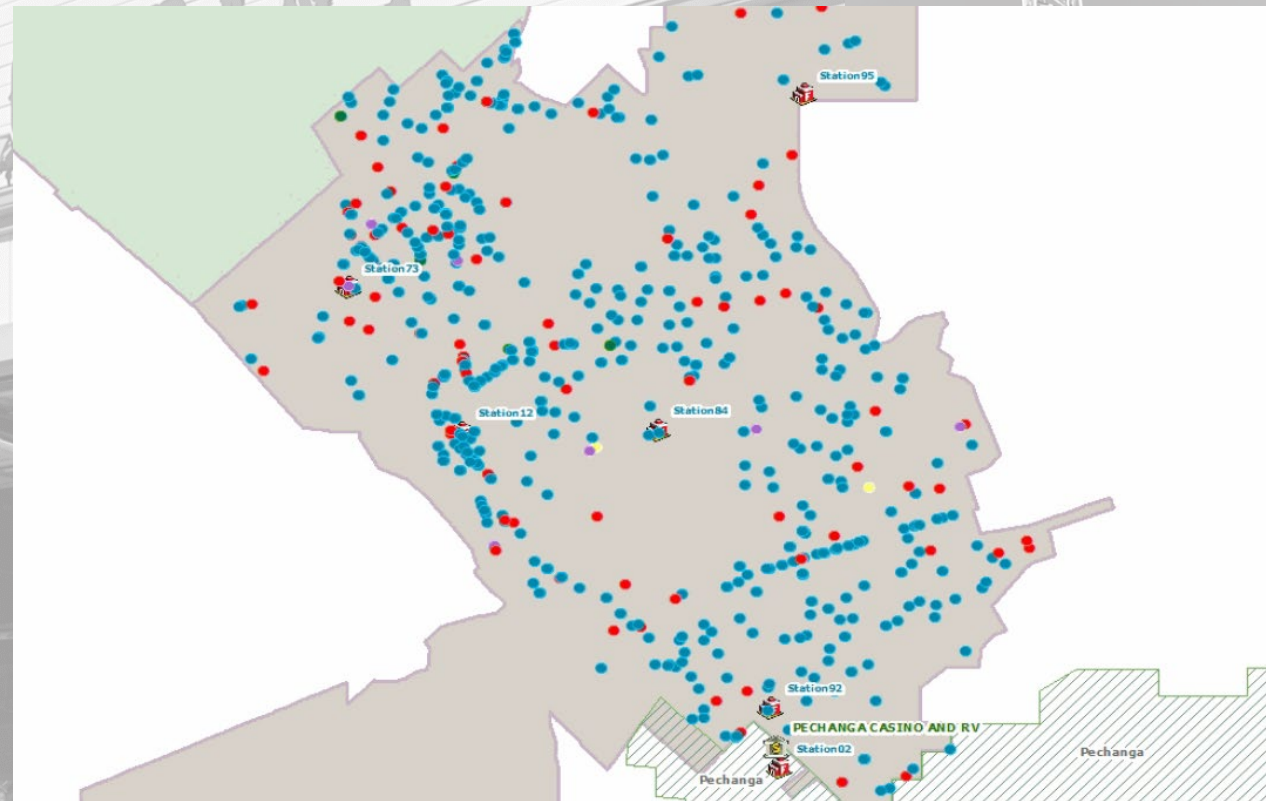 Station95
Station73
Station12
Station84
Station92
PECHANGA CASINO AND RV
Station02
Pechanga
Pechanga